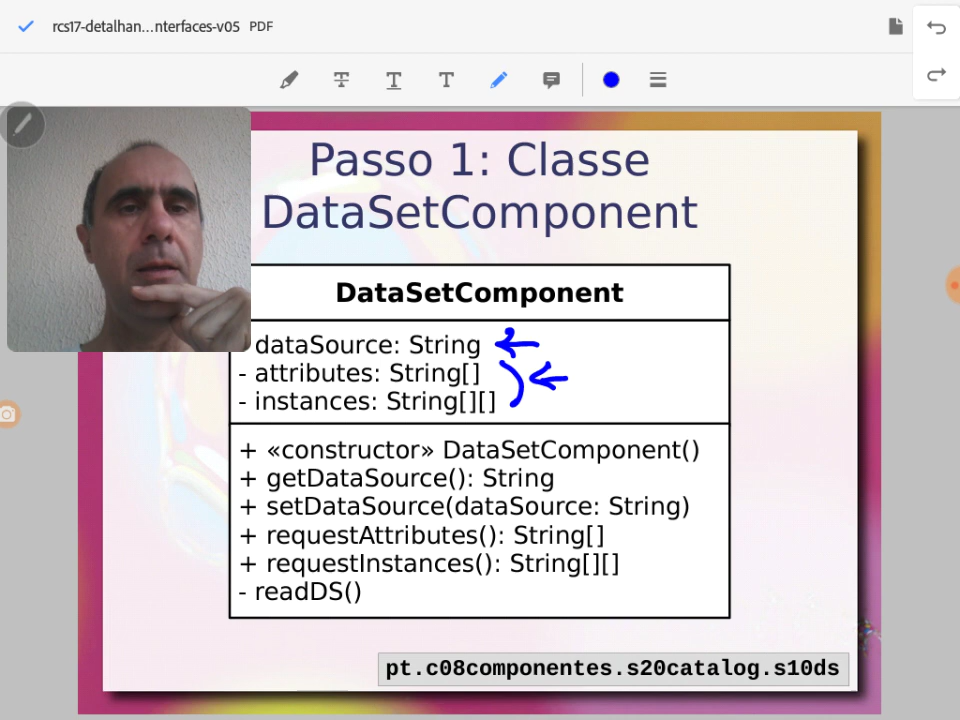 rcs17-detalhan...nterfaces-v05 PDF
T T T
Passo 1: Classe
DataSetComponent
DataSetComponent
dataSource: String
- attributes: String[]
- instances: String[][]
+ «constructor» DataSetComponent()
+ getDataSource(): String
+ setDataSource(dataSource: String)
+ requestAttributes(): String[]
+ requestInstances(): String[][]
- readDS()
pt.c08componentes.s20catalog.s10ds